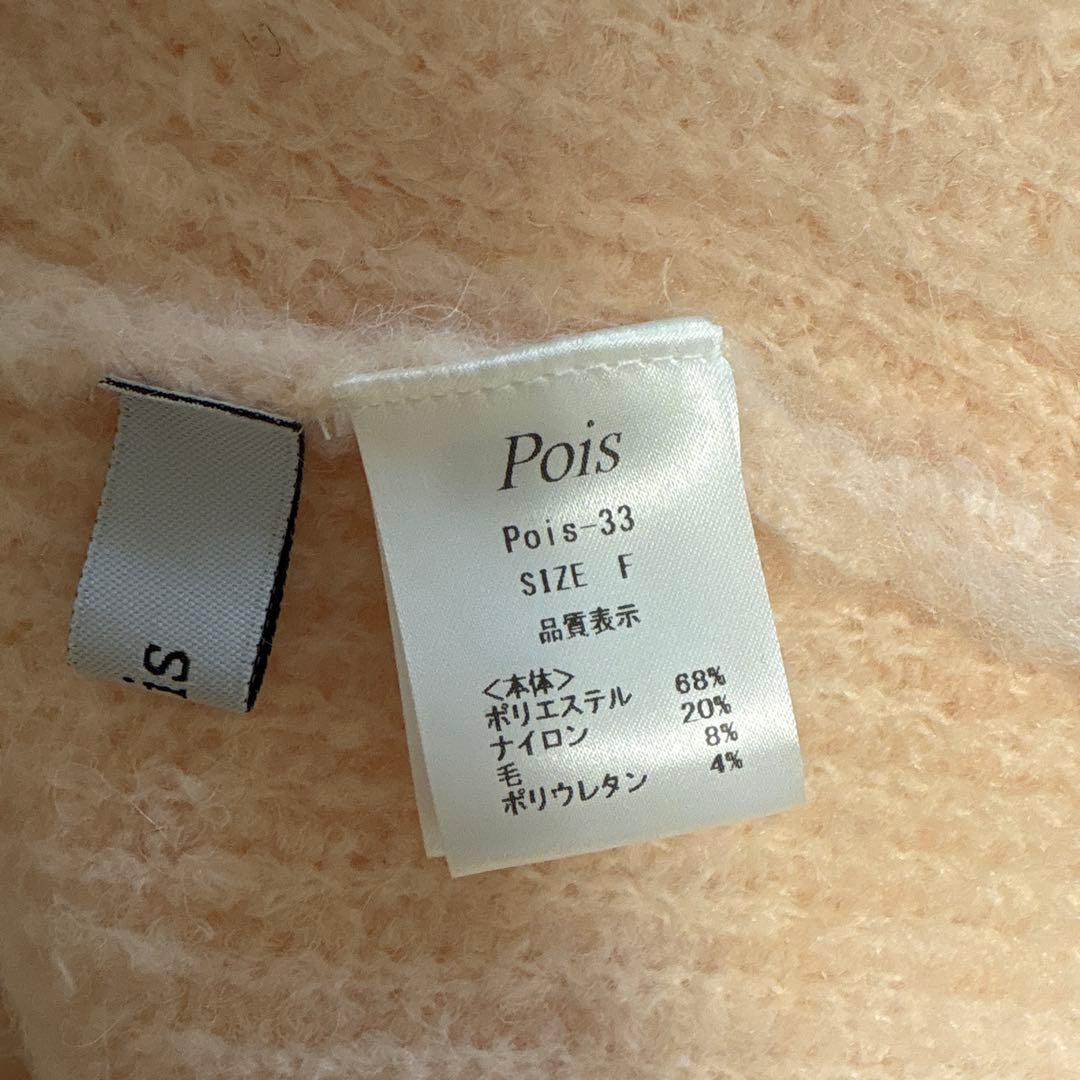 Pois
Pois-33
SIZE F
品質表示
<本体>
ポリエステル 68%
ナイロン 20%
毛 8%
ポリウレタン 4%
is